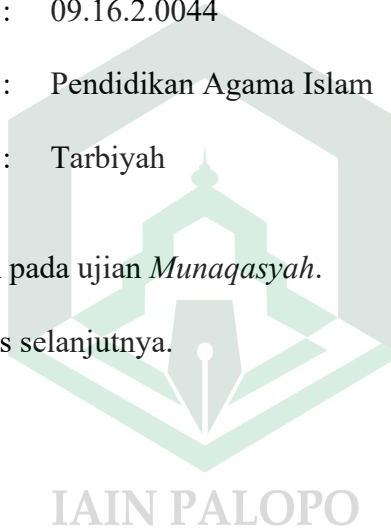 : 09.16.2.0044
: Pendidikan Agama Islam
: Tarbiyah
pada ujian Munaqasyah.
s selanjutnya.
IAIN PALOPO